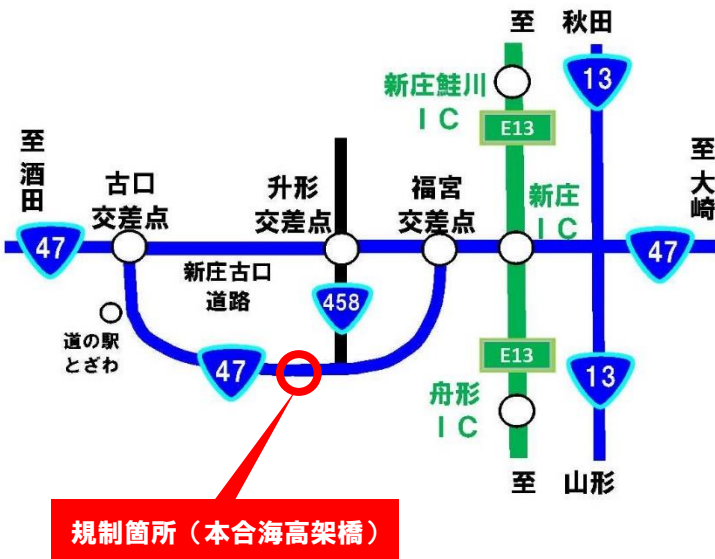 至 秋田
13
新庄鮭川
ＩＣ
E13
至酒田
古口
交差点
升形
交差点
福宮
交差点
新庄
ＩＣ
至大崎
47
47
新庄古口
道路
458
道の駅
とざわ
47
E13
13
舟形
ＩＣ
至 山形
規制箇所（本合海高架橋）